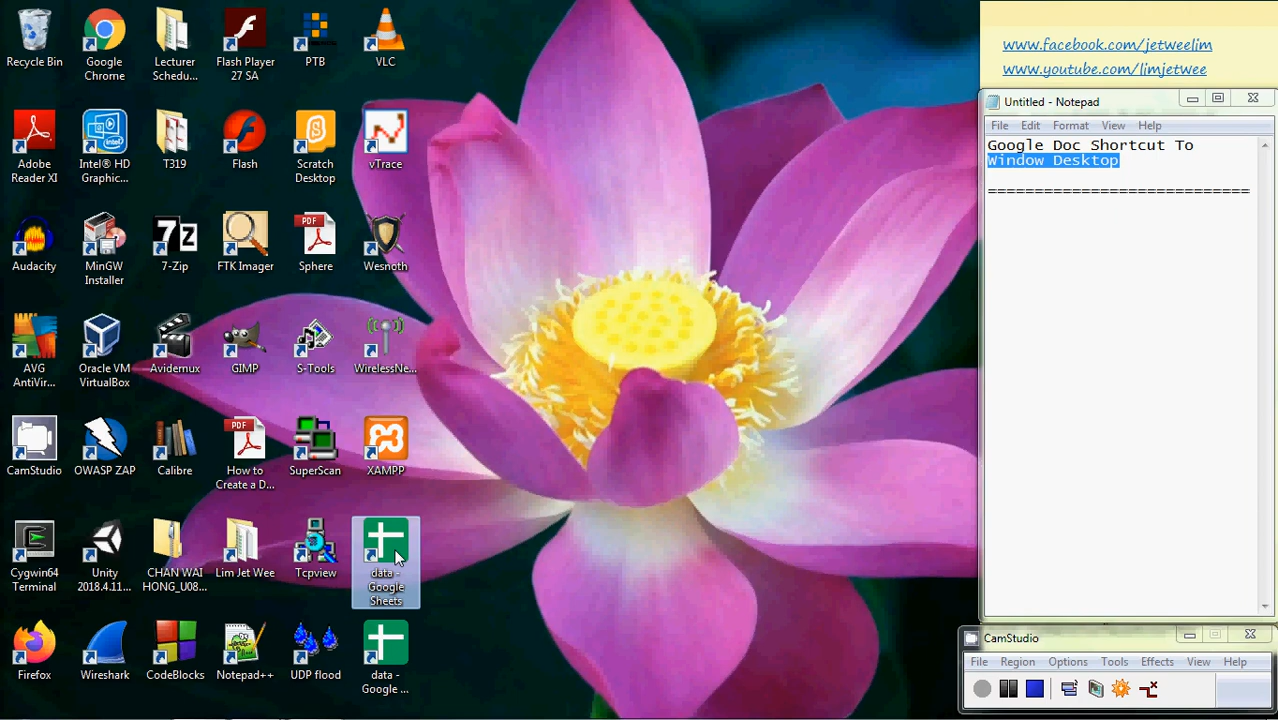 Recycle Bin
Google
Chrome
Lecturer
Schedu...
Flash Player
27 SA
PTB
VLC
Adobe
Reader XI
Intel® HD
Graphic...
T319
Flash
Scratch
Desktop
vTrace
Audacity
MinGW
Installer
7-Zip
FTK Imager
PDF
Sphere
Wesnoth
AVG
AntiVir...
Oracle VM
VirtualBox
Avidemux
GIMP
S-Tools
WirelessNe...
CamStudio
OWASP ZAP
Calibre
PDF
How to
Create a D...
SuperScan
XAMPP
Cygwin64
Terminal
Unity
2018.4.11...
CHAN WAI
HONG_U08...
Lim Jet Wee
Tcpview
data -
Google
Sheets
Firefox
Wireshark
CodeBlocks
Notepad++
UDP flood
data -
Google ...
www.facebook.com/jetweelim
www.youtube.com/limjetwee
Untitled - Notepad
File Edit Format View Help
Google Doc Shortcut To
Window Desktop
============================
CamStudio
File Region Options Tools Effects View Help